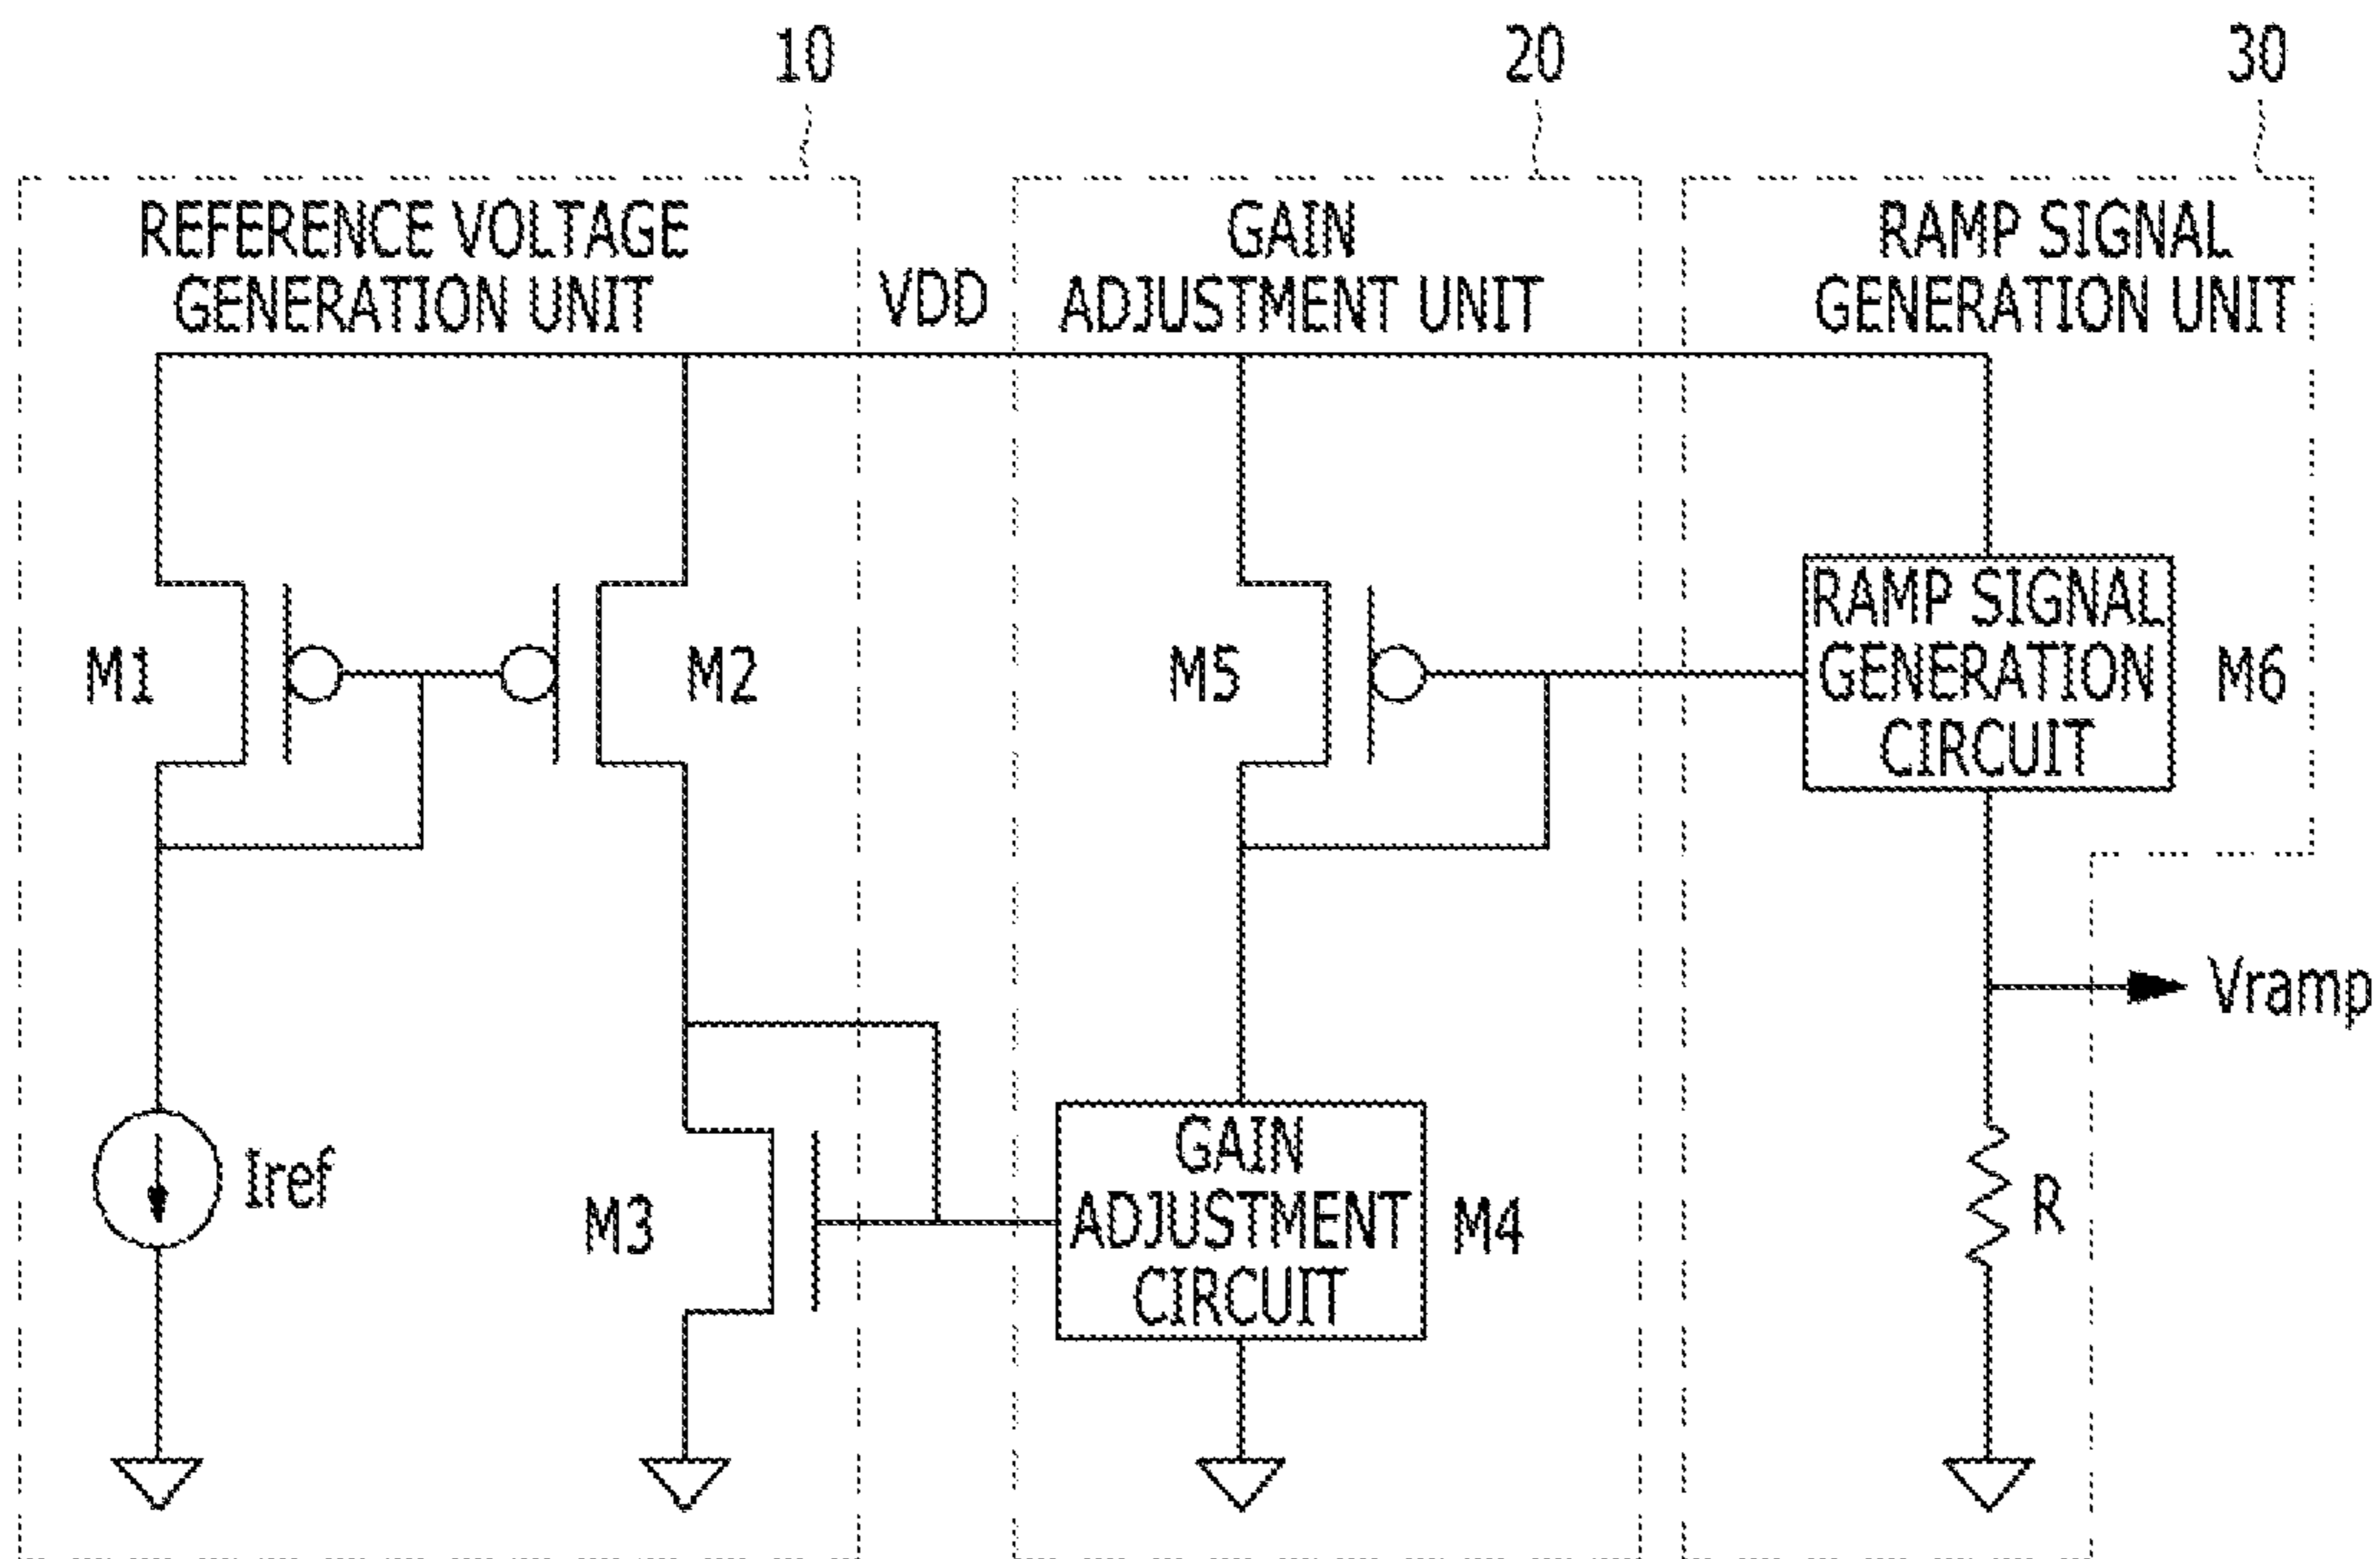 10
20
30
REFERENCE VOLTAGE
GENERATION UNIT
VDD
GAIN
ADJUSTMENT UNIT
RAMP SIGNAL
GENERATION UNIT
M1
M2
M5
RAMP SIGNAL
GENERATION
CIRCUIT
M6
Vramp
Iref
M3
GAIN
ADJUSTMENT
CIRCUIT
M4
R